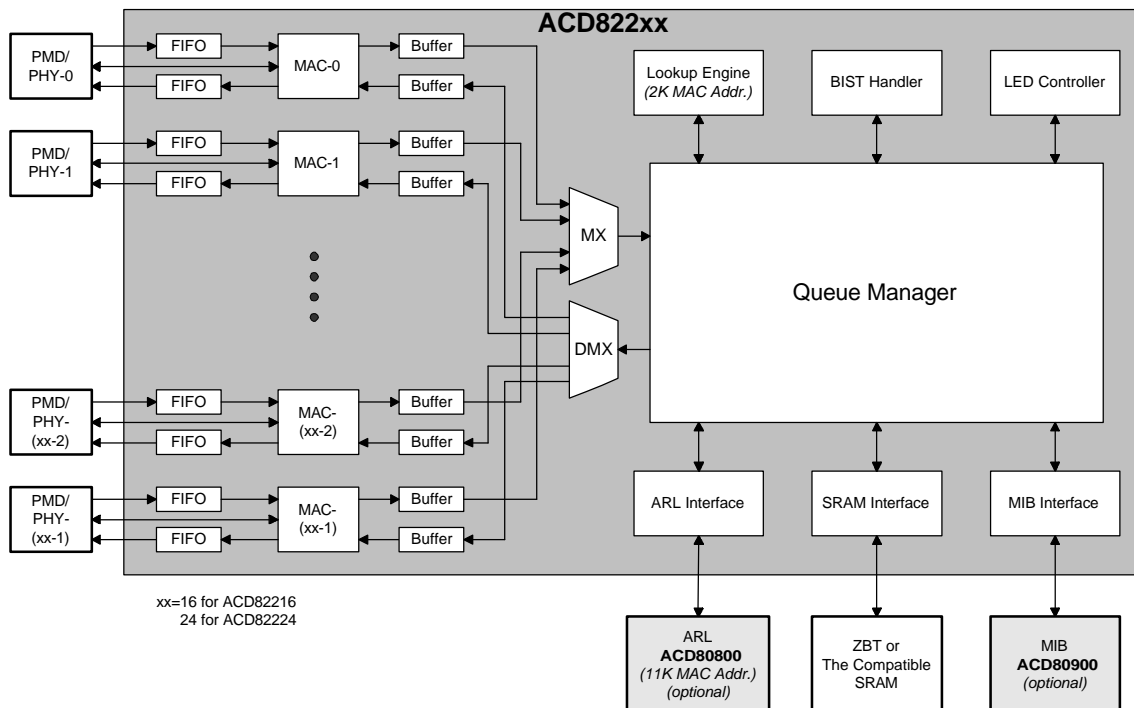 ACD822xx
PMD/
PHY-0
FIFO
FIFO
MAC-0
Buffer
Buffer
Lookup Engine
(2K MAC Addr.)
BIST Handler
LED Controller
PMD/
PHY-1
FIFO
FIFO
MAC-1
Buffer
Buffer
MX
DMX
Queue Manager
PMD/
PHY-
(xx-2)
FIFO
FIFO
MAC-
(xx-2)
Buffer
Buffer
PMD/
PHY-
(xx-1)
FIFO
FIFO
MAC-
(xx-1)
Buffer
Buffer
ARL Interface
SRAM Interface
MIB Interface
xx=16 for ACD82216
24 for ACD82224
ARL
ACD80800
(11K MAC Addr.)
(optional)
ZBT or
The Compatible
SRAM
MIB
ACD80900
(optional)